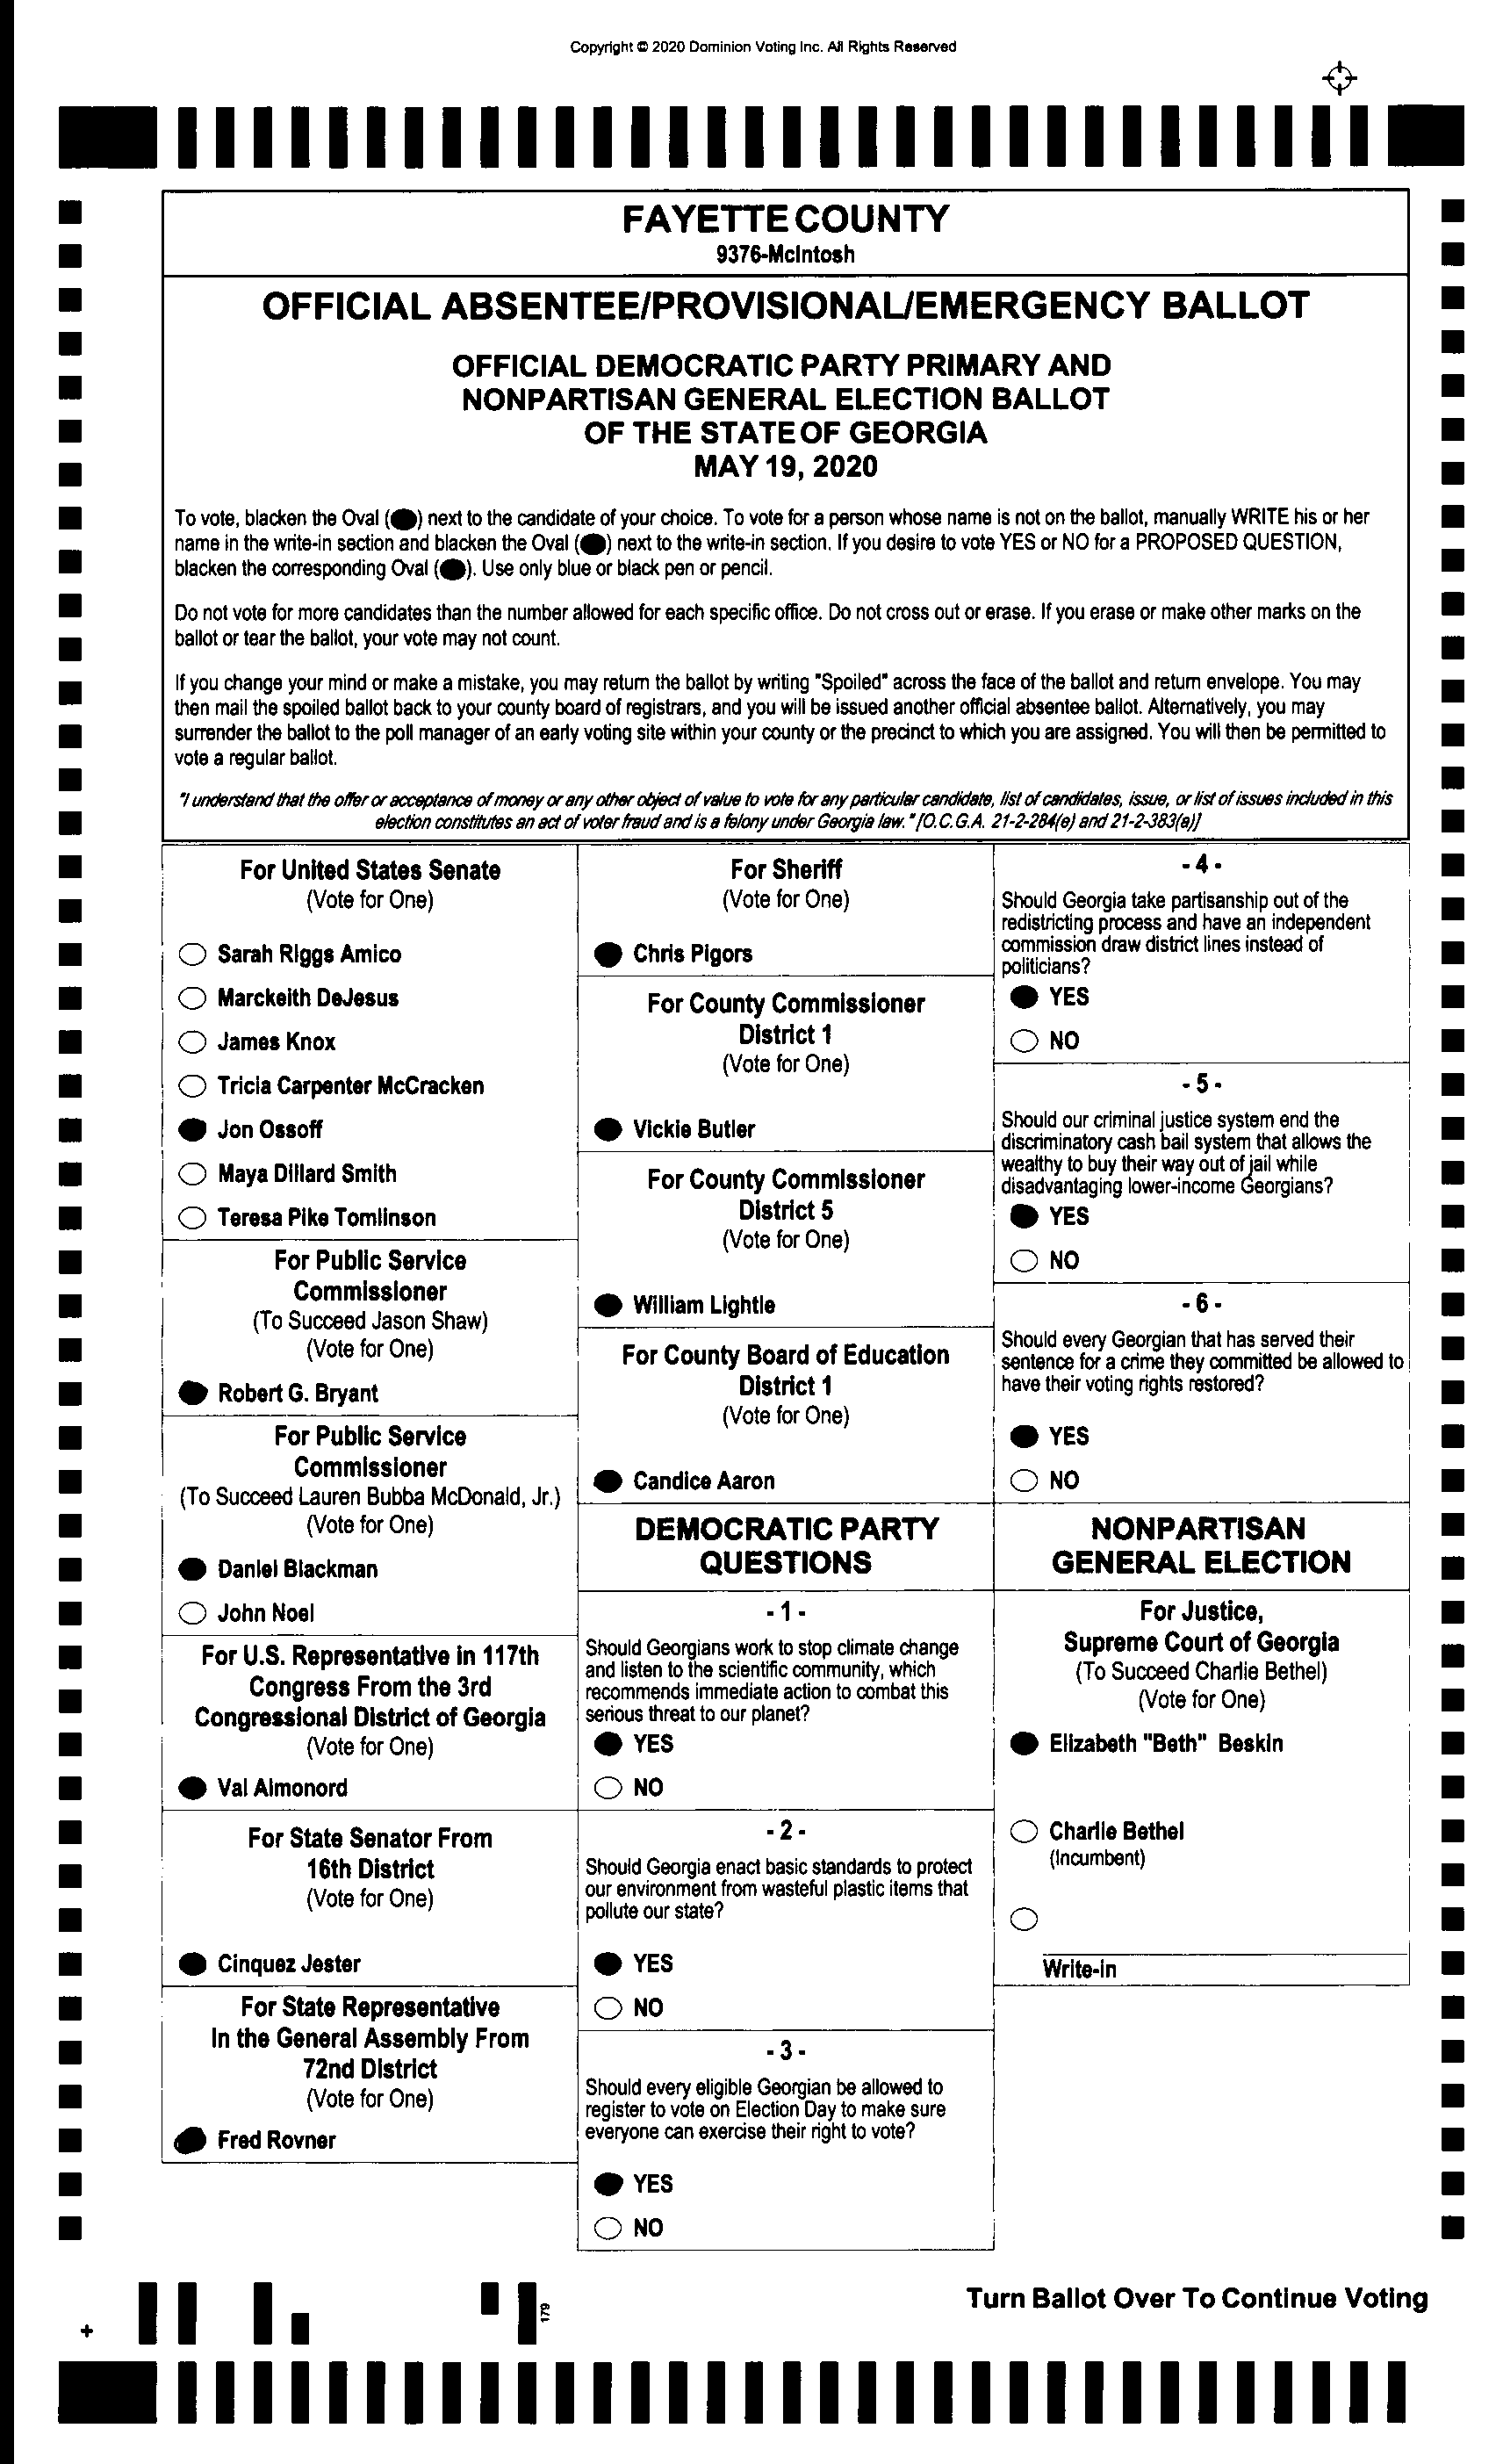 Copyright © 2020 Dominion Voting Inc. All Rights Reserved
FAYETTE COUNTY
9376-McIntosh
OFFICIAL ABSENTEE/PROVISIONAL/EMERGENCY BALLOT
OFFICIAL DEMOCRATIC PARTY PRIMARY AND
NONPARTISAN GENERAL ELECTION BALLOT
OF THE STATE OF GEORGIA
MAY 19, 2020
To vote, blacken the Oval (●) next to the candidate of your choice. To vote for a person whose name is not on the ballot, manually WRITE his or her
name in the write-in section and blacken the Oval (●) next to the write-in section. If you desire to vote YES or NO for a PROPOSED QUESTION,
blacken the corresponding Oval (●). Use only blue or black pen or pencil.
Do not vote for more candidates than the number allowed for each specific office. Do not cross out or erase. If you erase or make other marks on the
ballot or tear the ballot, your vote may not count.
If you change your mind or make a mistake, you may return the ballot by writing "Spoiled" across the face of the ballot and return envelope. You may
then mail the spoiled ballot back to your county board of registrars, and you will be issued another official absentee ballot. Alternatively, you may
surrender the ballot to the poll manager of an early voting site within your county or the precinct to which you are assigned. You will then be permitted to
vote a regular ballot.
"I understand that the offer or acceptance of money or any other object of value to vote for any particular candidate, list of candidates, issue, or list of issues included in this
election constitutes an act of voter fraud and is a felony under Georgia law." [O.C.G.A. 21-2-284(e) and 21-2-383(a)]
For United States Senate
(Vote for One)
Sarah Riggs Amico
Marckeith DeJesus
James Knox
Tricia Carpenter McCracken
Jon Ossoff
Maya Dillard Smith
Teresa Pike Tomlinson
For Public Service
Commissioner
(To Succeed Jason Shaw)
(Vote for One)
Robert G. Bryant
For Public Service
Commissioner
(To Succeed Lauren Bubba McDonald, Jr.)
(Vote for One)
Daniel Blackman
John Noel
For U.S. Representative in 117th
Congress From the 3rd
Congressional District of Georgia
(Vote for One)
Val Almonord
For State Senator From
16th District
(Vote for One)
Cinquez Jester
For State Representative
In the General Assembly From
72nd District
(Vote for One)
Fred Rovner
For Sheriff
(Vote for One)
Chris Pigors
For County Commissioner
District 1
(Vote for One)
Vickie Butler
For County Commissioner
District 5
(Vote for One)
William Lightle
For County Board of Education
District 1
(Vote for One)
Candice Aaron
DEMOCRATIC PARTY
QUESTIONS
- 1 -
Should Georgians work to stop climate change
and listen to the scientific community, which
recommends immediate action to combat this
serious threat to our planet?
YES
NO
- 2 -
Should Georgia enact basic standards to protect
our environment from wasteful plastic items that
pollute our state?
YES
NO
- 3 -
Should every eligible Georgian be allowed to
register to vote on Election Day to make sure
everyone can exercise their right to vote?
YES
NO
- 4 -
Should Georgia take partisanship out of the
redistricting process and have an independent
commission draw district lines instead of
politicians?
YES
NO
- 5 -
Should our criminal justice system end the
discriminatory cash bail system that allows the
wealthy to buy their way out of jail while
disadvantaging lower-income Georgians?
YES
NO
- 6 -
Should every Georgian that has served their
sentence for a crime they committed be allowed to
have their voting rights restored?
YES
NO
NONPARTISAN
GENERAL ELECTION
For Justice,
Supreme Court of Georgia
(To Succeed Charlie Bethel)
(Vote for One)
Elizabeth "Beth" Beskin
Charlie Bethel
(Incumbent)
Write-in
179
Turn Ballot Over To Continue Voting